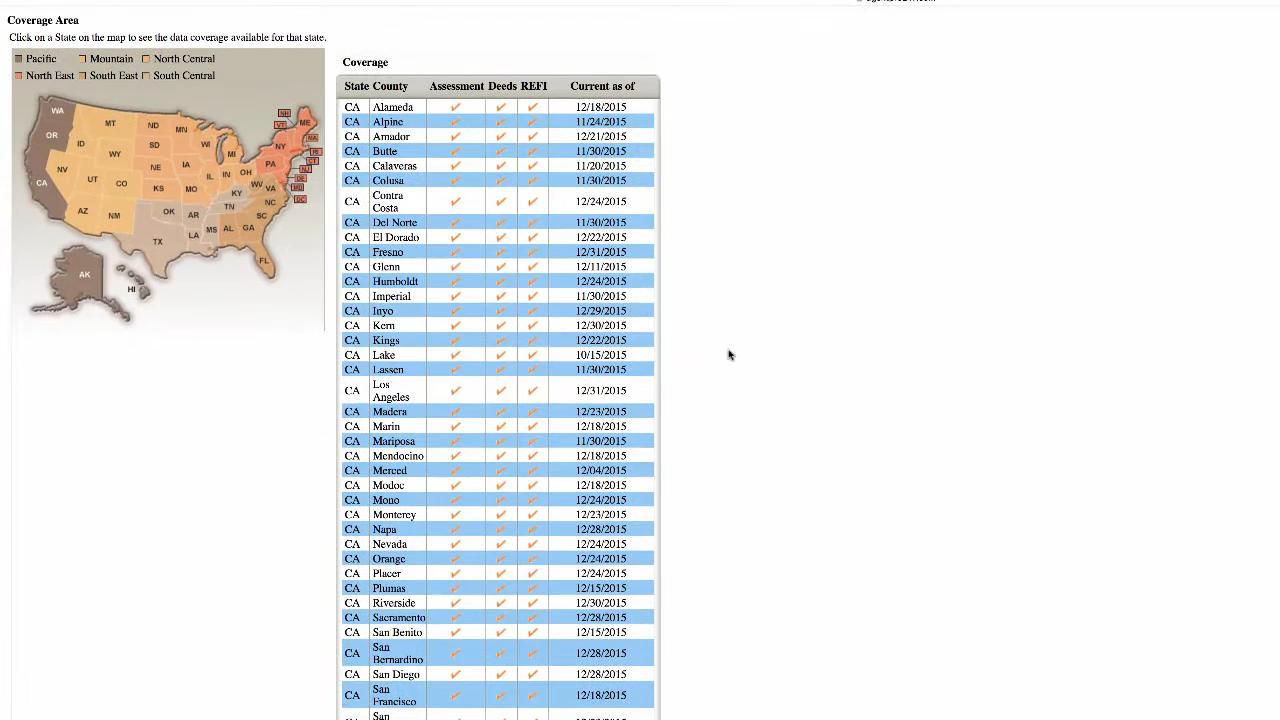 Coverage Area
Click on a State on the map to see the data coverage available for that state.
Pacific Mountain North Central
North East South East South Central
WA
OR
CA
NV
ID
MT
WY
UT
CO
AZ
NM
ND
SD
NE
KS
MN
IA
MO
WI
IL
IN
MI
OH
OK
TX
AR
LA
MS
AL
GA
FL
SC
NC
TN
KY
WV
VA
PA
NY
ME
NH
VT
MA
RI
CT
NJ
DE
MD
DC
AK
HI
Coverage
State County Assessment Deeds REFI Current as of
CA Alameda ✓ ✓ ✓ 12/18/2015
CA Alpine ✓ ✓ ✓ 11/24/2015
CA Amador ✓ ✓ ✓ 12/21/2015
CA Butte ✓ ✓ ✓ 11/30/2015
CA Calaveras ✓ ✓ ✓ 11/20/2015
CA Colusa ✓ ✓ ✓ 11/30/2015
CA Contra Costa ✓ ✓ ✓ 12/24/2015
CA Del Norte ✓ ✓ ✓ 11/30/2015
CA El Dorado ✓ ✓ ✓ 12/22/2015
CA Fresno ✓ ✓ ✓ 12/31/2015
CA Glenn ✓ ✓ ✓ 12/11/2015
CA Humboldt ✓ ✓ ✓ 12/24/2015
CA Imperial ✓ ✓ ✓ 11/30/2015
CA Inyo ✓ ✓ ✓ 12/29/2015
CA Kern ✓ ✓ ✓ 12/30/2015
CA Kings ✓ ✓ ✓ 12/22/2015
CA Lake ✓ ✓ ✓ 10/15/2015
CA Lassen ✓ ✓ ✓ 11/30/2015
CA Los Angeles ✓ ✓ ✓ 12/31/2015
CA Madera ✓ ✓ ✓ 12/23/2015
CA Marin ✓ ✓ ✓ 12/18/2015
CA Mariposa ✓ ✓ ✓ 11/30/2015
CA Mendocino ✓ ✓ ✓ 12/18/2015
CA Merced ✓ ✓ ✓ 12/04/2015
CA Modoc ✓ ✓ ✓ 12/18/2015
CA Mono ✓ ✓ ✓ 12/24/2015
CA Monterey ✓ ✓ ✓ 12/23/2015
CA Napa ✓ ✓ ✓ 12/28/2015
CA Nevada ✓ ✓ ✓ 12/24/2015
CA Orange ✓ ✓ ✓ 12/24/2015
CA Placer ✓ ✓ ✓ 12/24/2015
CA Plumas ✓ ✓ ✓ 12/15/2015
CA Riverside ✓ ✓ ✓ 12/30/2015
CA Sacramento ✓ ✓ ✓ 12/28/2015
CA San Benito ✓ ✓ ✓ 12/15/2015
CA San Bernardino ✓ ✓ ✓ 12/28/2015
CA San Diego ✓ ✓ ✓ 12/28/2015
CA San Francisco ✓ ✓ ✓ 12/18/2015
San